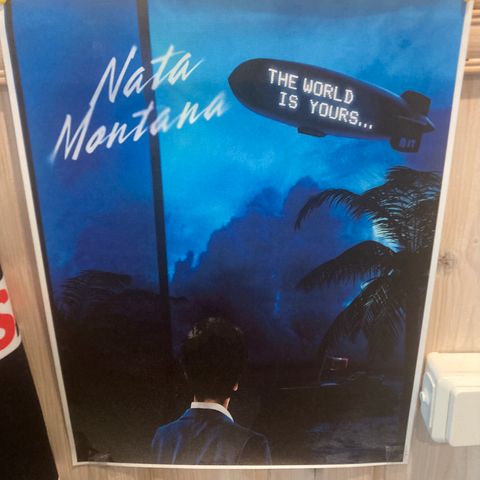 Nata
Montana
THE WORLD
IS YOURS...